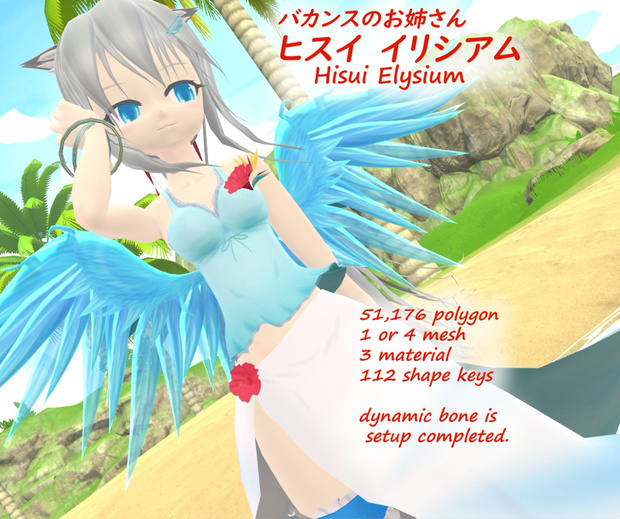 バカンスのお姉さん
ヒスイ イリシアム
Hisui Elysium
51,176 polygon
1 or 4 mesh
3 material
112 shape keys
dynamic bone is
setup completed.